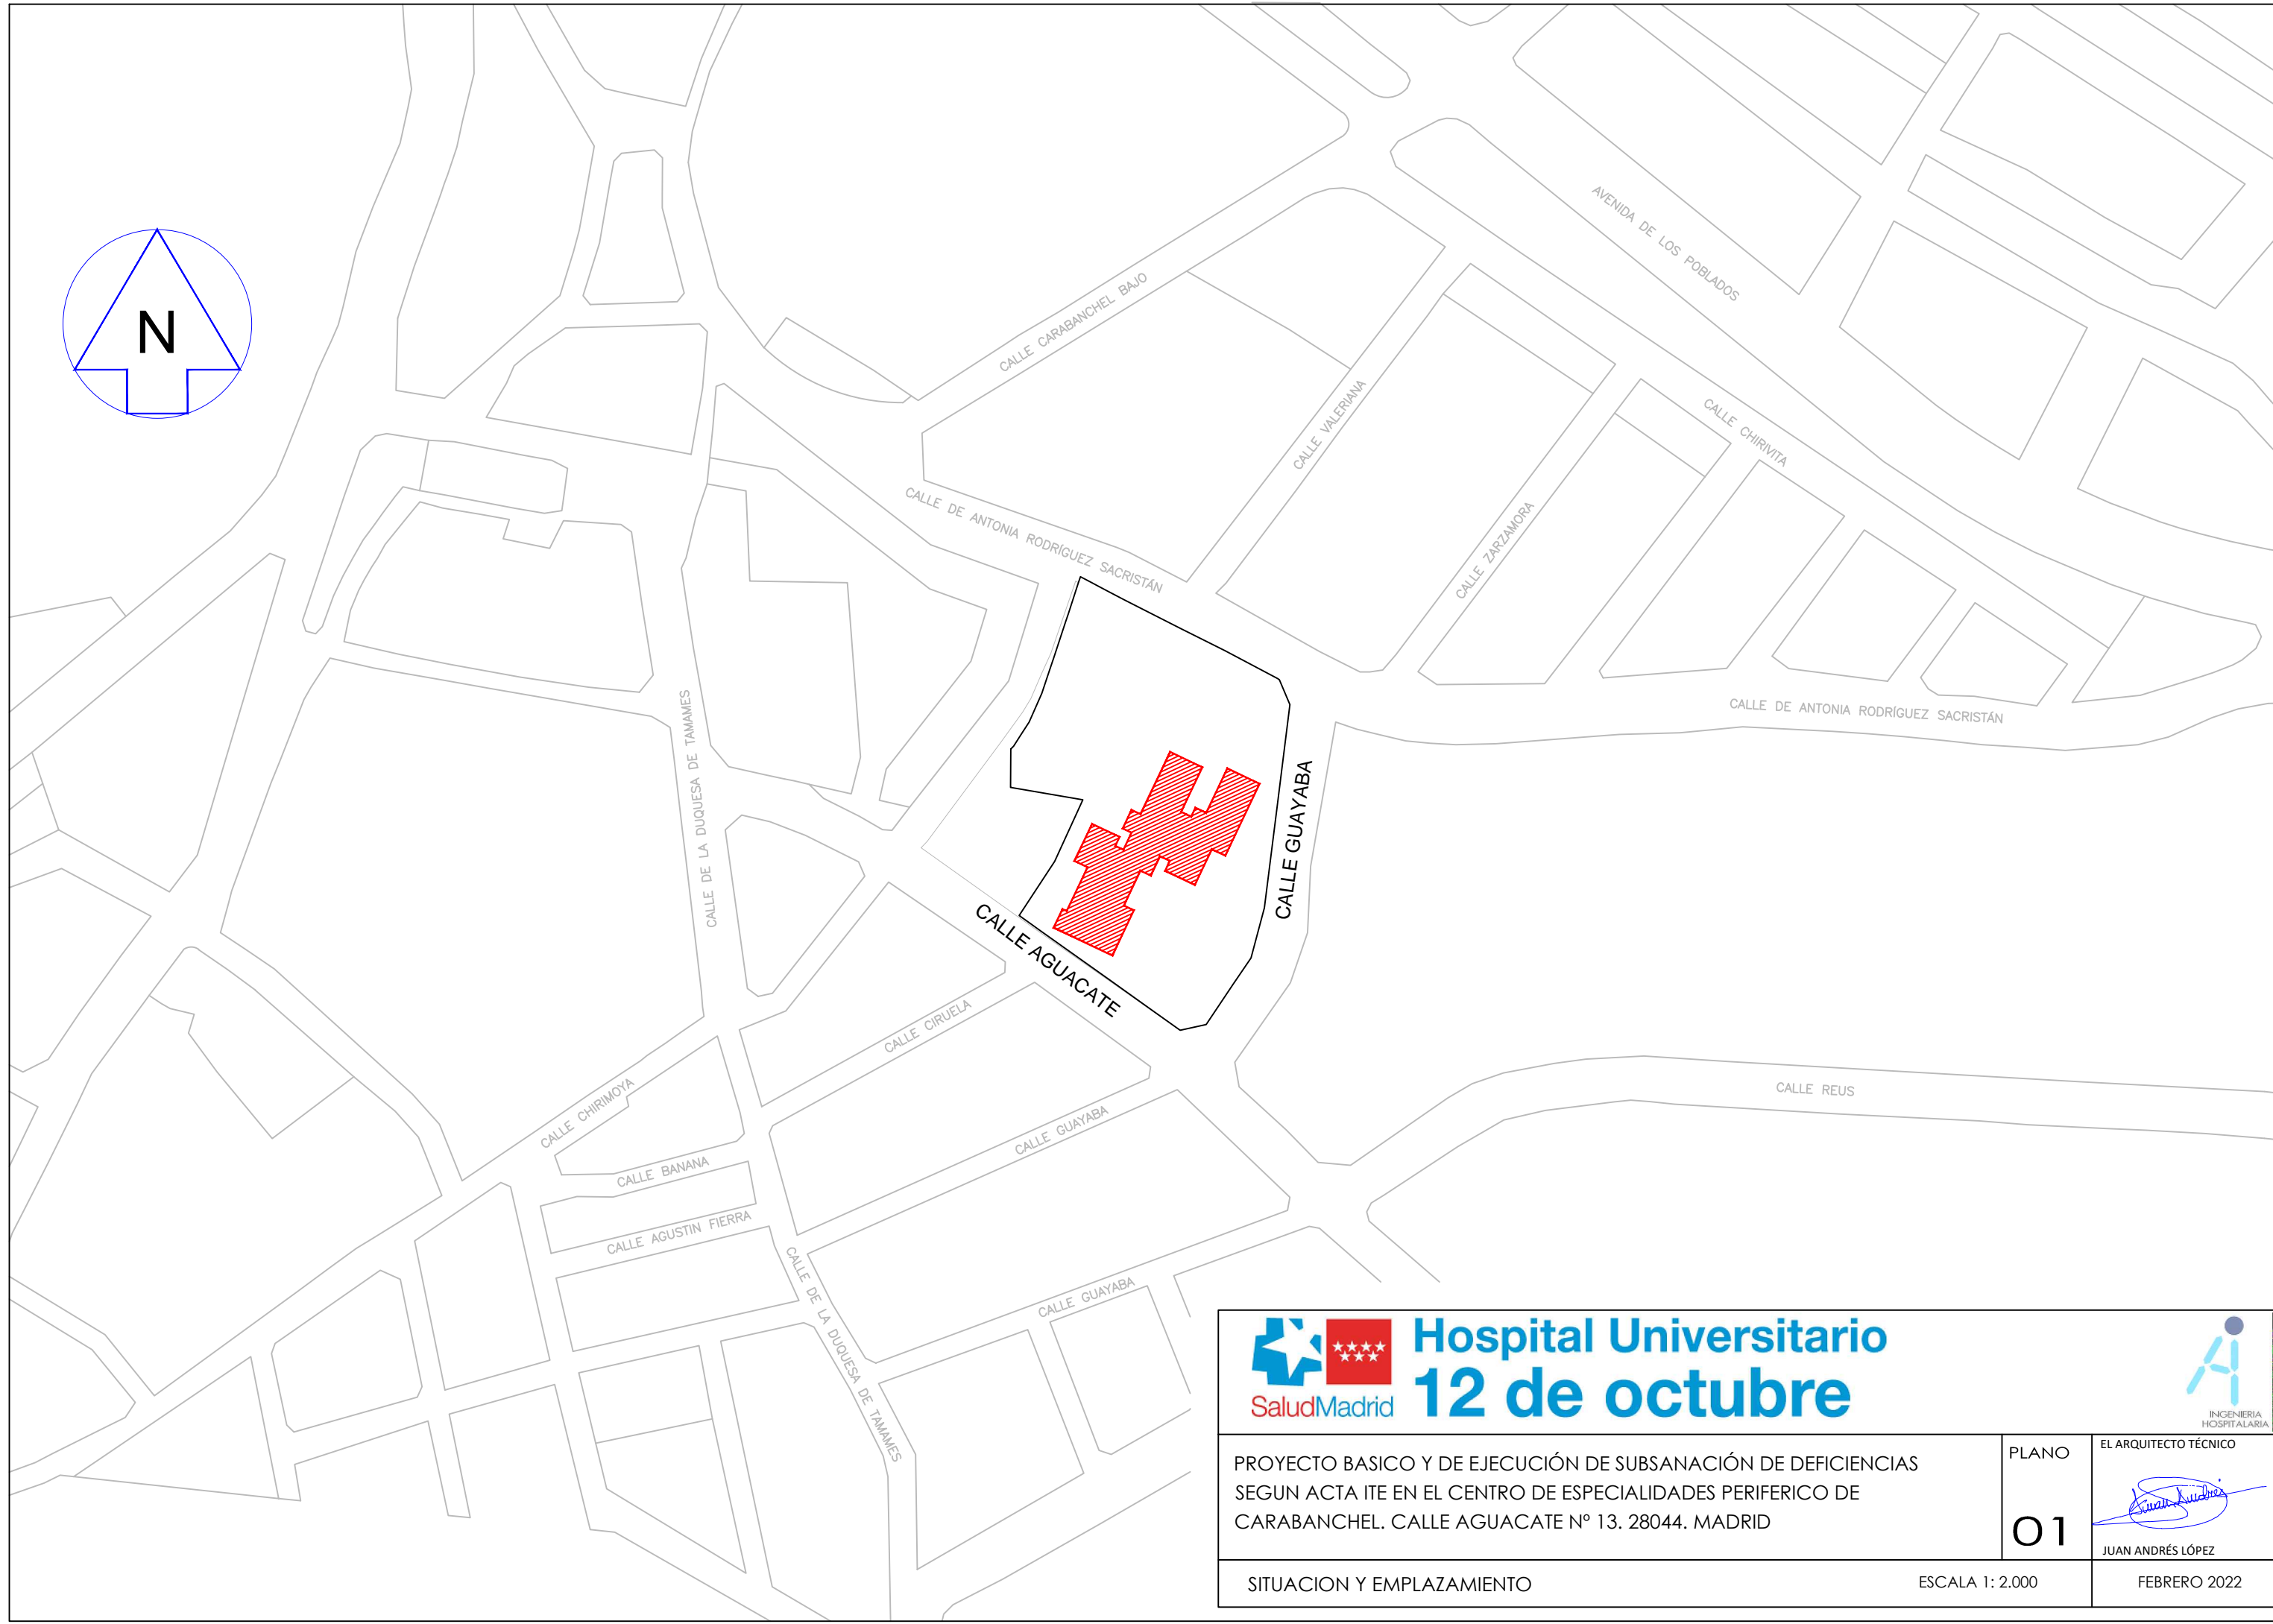 N
AVENIDA DE LOS POBLADOS
CALLE CARABANCHEL BAJO
CALLE VALERIANA
CALLE CHIRIVITA
CALLE DE ANTONIA RODRÍGUEZ SACRISTÁN
CALLE ZARZAMORA
CALLE DE LA DUQUESA DE TAMAMES
CALLE DE ANTONIA RODRÍGUEZ SACRISTÁN
CALLE GUAYABA
CALLE AGUACATE
CALLE CIRUELA
CALLE REUS
CALLE CHIRIMOYA
CALLE GUAYABA
CALLE BANANA
CALLE AGUSTIN FIERRA
CALLE DE LA DUQUESA DE TAMAMES
CALLE GUAYABA
SaludMadrid
Hospital Universitario
12 de octubre
INGENIERIA
HOSPITALARIA
PROYECTO BASICO Y DE EJECUCIÓN DE SUBSANACIÓN DE DEFICIENCIAS
SEGUN ACTA ITE EN EL CENTRO DE ESPECIALIDADES PERIFERICO DE
CARABANCHEL. CALLE AGUACATE Nº 13. 28044. MADRID
PLANO
01
EL ARQUITECTO TÉCNICO
Juan Andrés
JUAN ANDRÉS LÓPEZ
SITUACION Y EMPLAZAMIENTO
ESCALA 1: 2.000
FEBRERO 2022